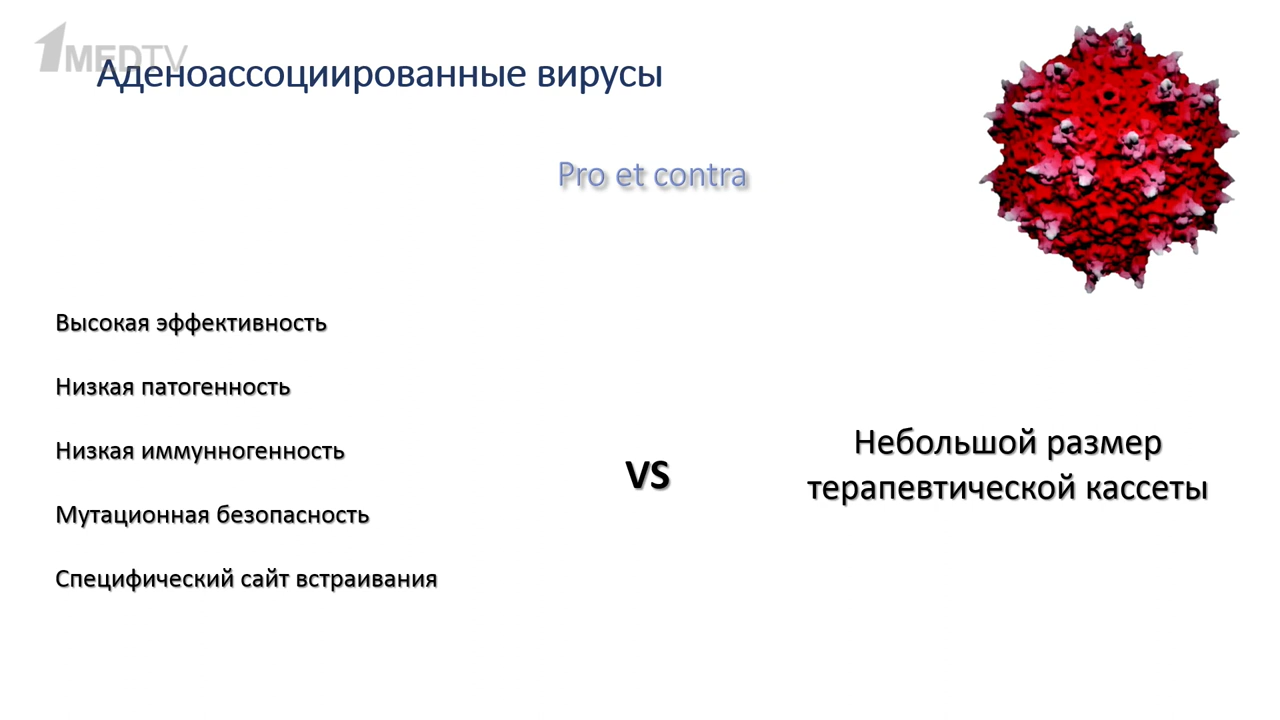 1MEDTV
Аденоассоциированные вирусы
Pro et contra
Высокая эффективность
Низкая патогенность
Низкая иммунногенность
Мутационная безопасность
Специфический сайт встраивания
VS
Небольшой размер
терапевтической кассеты